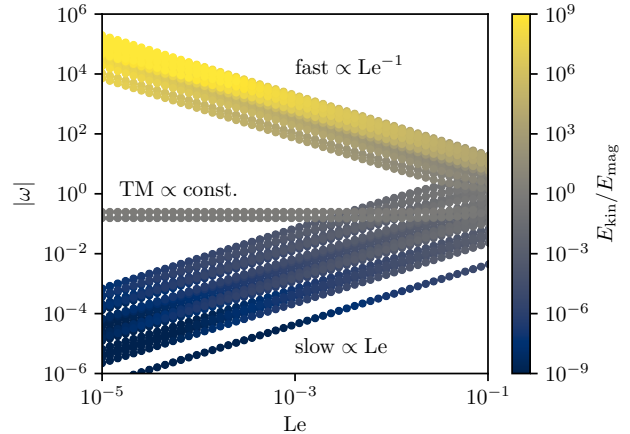 10^6
10^4
10^2
10^0
10^-2
10^-4
10^-6
|ω|
fast ∝ Le^-1
TM ∝ const.
slow ∝ Le
10^-5
10^-3
10^-1
Le
10^9
10^6
10^3
10^0
10^-3
10^-6
10^-9
E_kin/E_mag